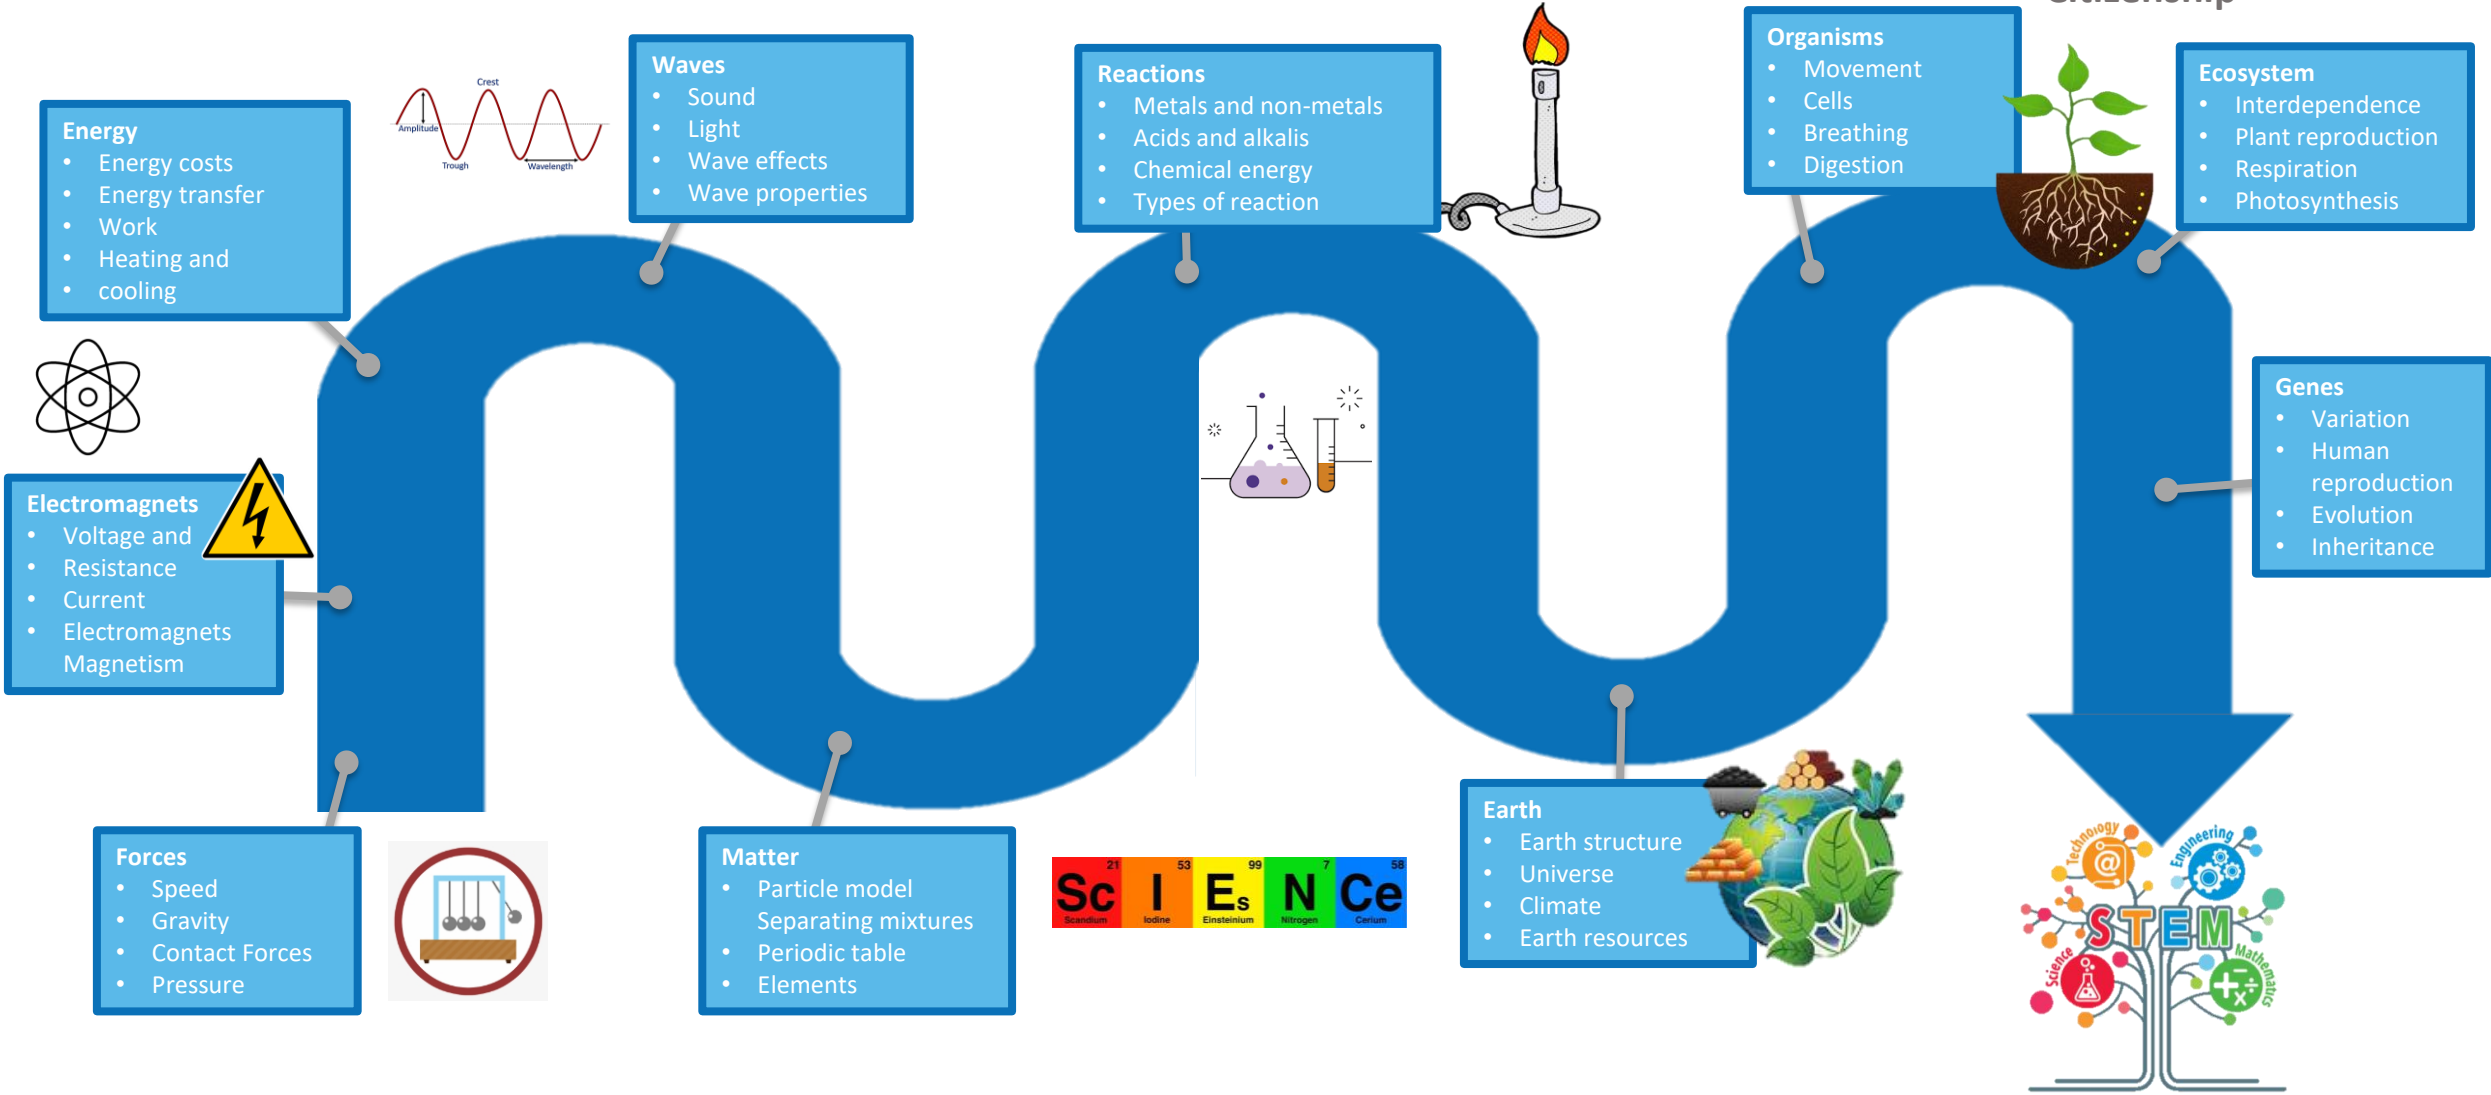 Citizenship
Energy
• Energy costs
• Energy transfer
• Work
• Heating and
• cooling
Crest
Amplitude
Trough
Wavelength
Waves
• Sound
• Light
• Wave effects
• Wave properties
Reactions
• Metals and non-metals
• Acids and alkalis
• Chemical energy
• Types of reaction
Organisms
• Movement
• Cells
• Breathing
• Digestion
Ecosystem
• Interdependence
• Plant reproduction
• Respiration
• Photosynthesis
Electromagnets
• Voltage and
• Resistance
• Current
• Electromagnets
Magnetism
Genes
• Variation
• Human
reproduction
• Evolution
• Inheritance
Forces
• Speed
• Gravity
• Contact Forces
• Pressure
Matter
• Particle model
Separating mixtures
• Periodic table
• Elements
21 53 99 7 58
Sc I Es N Ce
Scandium Iodine Einsteinium Nitrogen Cerium
Earth
• Earth structure
• Universe
• Climate
• Earth resources
Technology
Engineering
@
STEM
Science
Mathematics
+ − x ÷